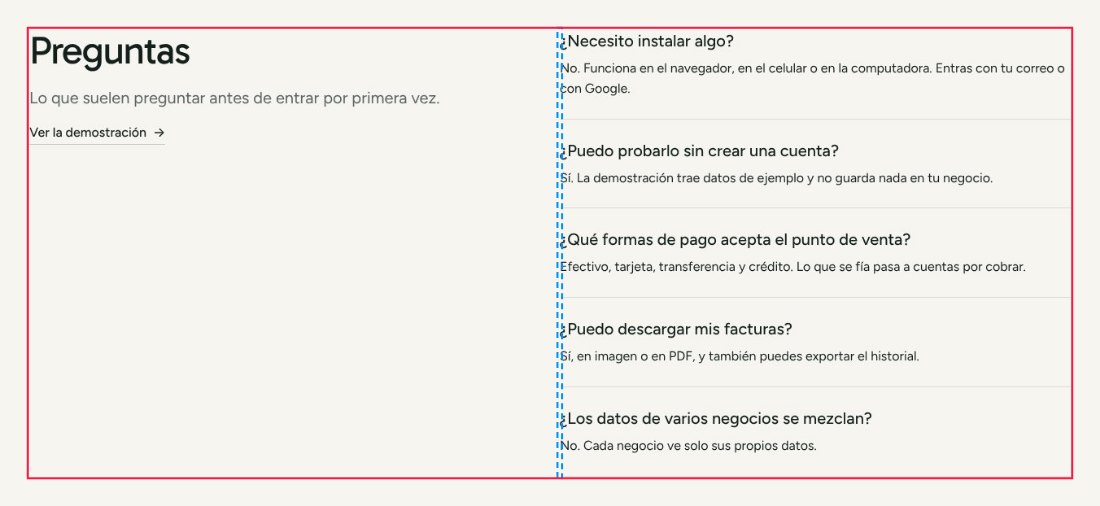 Preguntas
Lo que suelen preguntar antes de entrar por primera vez.
Ver la demostración →
¿Necesito instalar algo?
No. Funciona en el navegador, en el celular o en la computadora. Entras con tu correo o
con Google.
¿Puedo probarlo sin crear una cuenta?
Sí. La demostración trae datos de ejemplo y no guarda nada en tu negocio.
¿Qué formas de pago acepta el punto de venta?
Efectivo, tarjeta, transferencia y crédito. Lo que se fía pasa a cuentas por cobrar.
¿Puedo descargar mis facturas?
Sí, en imagen o en PDF, y también puedes exportar el historial.
¿Los datos de varios negocios se mezclan?
No. Cada negocio ve solo sus propios datos.